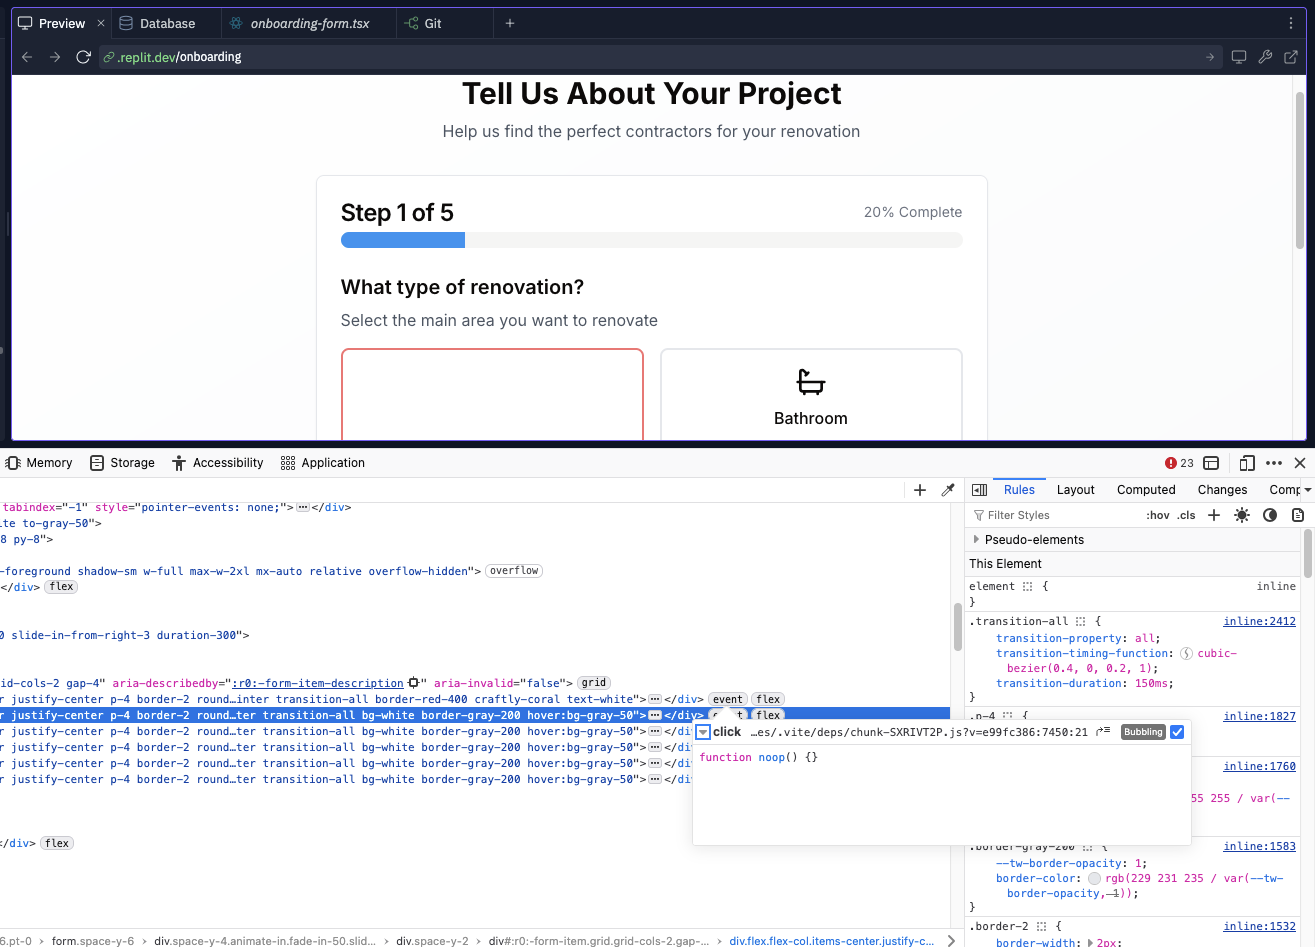 Preview
Database
onboarding-form.tsx
Git
.replit.dev/onboarding
Tell Us About Your Project
Help us find the perfect contractors for your renovation
Step 1 of 5
20% Complete
What type of renovation?
Select the main area you want to renovate
Bathroom
Memory
Storage
Accessibility
Application
23
Rules
Layout
Computed
Changes
Comp
Filter Styles
:hov .cls
tabindex="-1" style="pointer-events: none;"></div>
ite to-gray-50">
8 py-8">
-foreground shadow-sm w-full max-w-2xl mx-auto relative overflow-hidden"> overflow
</div> flex
0 slide-in-from-right-3 duration-300">
id-cols-2 gap-4" aria-describedby=":r0:-form-item-description" aria-invalid="false"> grid
r justify-center p-4 border-2 round…inter transition-all border-red-400 craftly-coral text-white"></div> event flex
r justify-center p-4 border-2 round…ter transition-all bg-white border-gray-200 hover:bg-gray-50"></div> flex
r justify-center p-4 border-2 round…ter transition-all bg-white border-gray-200 hover:bg-gray-50"></div
r justify-center p-4 border-2 round…ter transition-all bg-white border-gray-200 hover:bg-gray-50"></div
r justify-center p-4 border-2 round…ter transition-all bg-white border-gray-200 hover:bg-gray-50"></div
r justify-center p-4 border-2 round…ter transition-all bg-white border-gray-200 hover:bg-gray-50"></div
</div> flex
click …es/.vite/deps/chunk-SXRIVT2P.js?v=e99fc386:7450:21 Bubbling
function noop() {}
Pseudo-elements
This Element
element { inline
}
.transition-all { inline:2412
transition-property: all;
transition-timing-function: cubic-
bezier(0.4, 0, 0.2, 1);
transition-duration: 150ms;
}
.p-4 { inline:1827
inline:1760
55 255 / var(--
.border-gray-200 { inline:1583
--tw-border-opacity: 1;
border-color: rgb(229 231 235 / var(--tw-
border-opacity, 1));
}
.border-2 { inline:1532
border-width: 2px;
6.pt-0 > form.space-y-6 > div.space-y-4.animate-in.fade-in-50.slid… > div.space-y-2 > div#:r0:-form-item.grid.grid-cols-2.gap-… > div.flex.flex-col.items-center.justify-c…